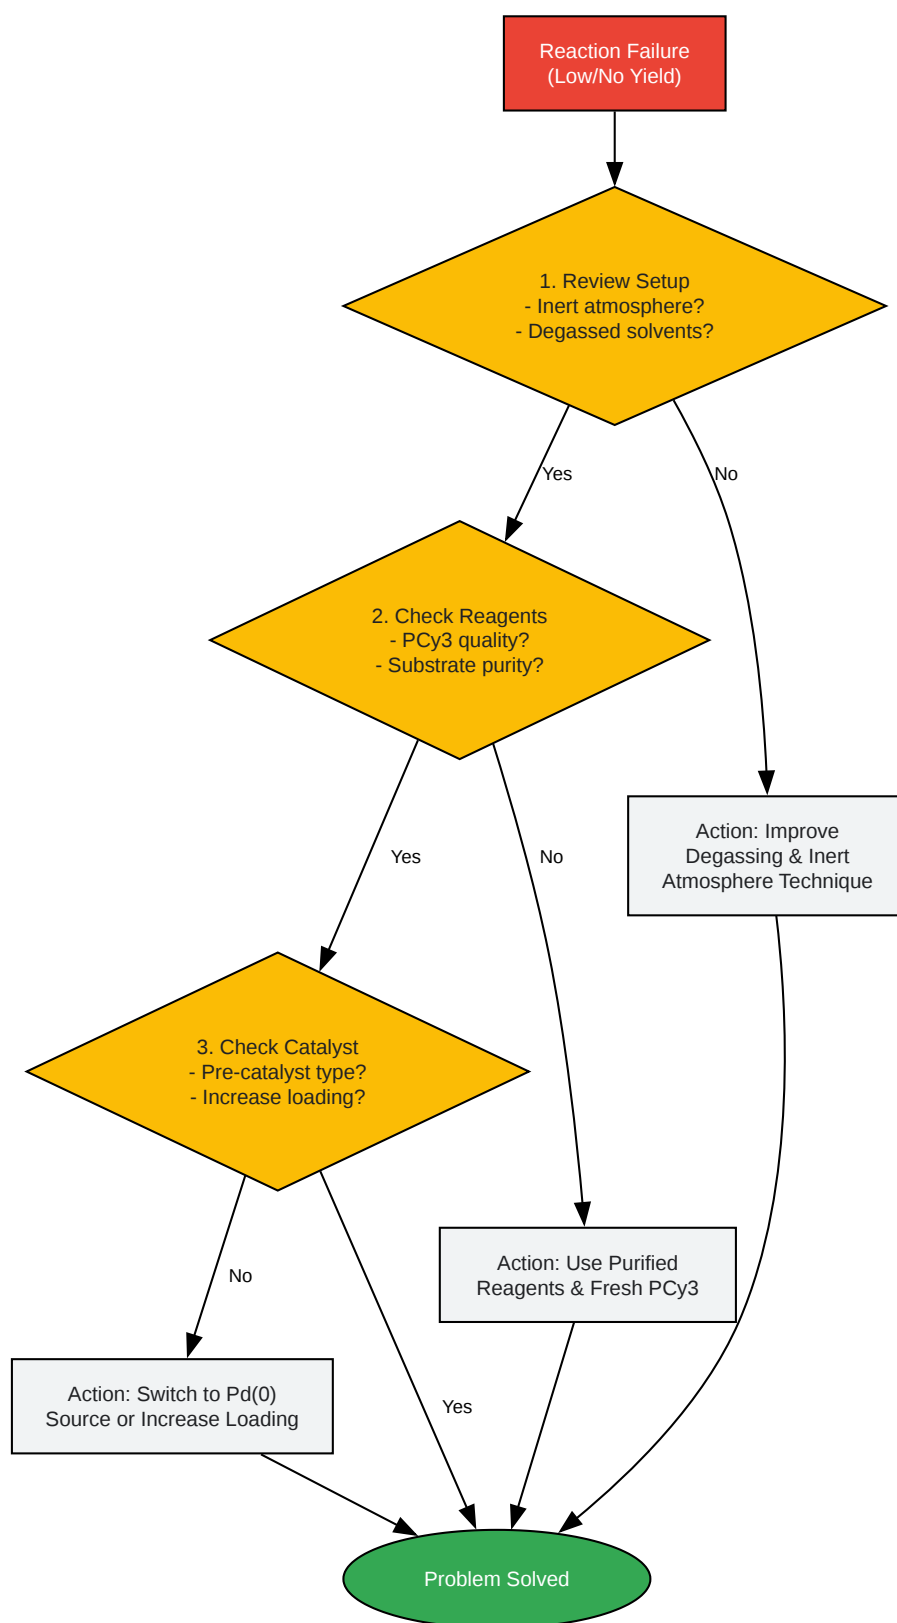 Reaction Failure
(Low/No Yield)
1. Review Setup
- Inert atmosphere?
- Degassed solvents?
Yes
No
2. Check Reagents
- PCy3 quality?
- Substrate purity?
Yes
No
Action: Improve
Degassing & Inert
Atmosphere Technique
3. Check Catalyst
- Pre-catalyst type?
- Increase loading?
No
Yes
Action: Use Purified
Reagents & Fresh PCy3
Action: Switch to Pd(0)
Source or Increase Loading
Problem Solved